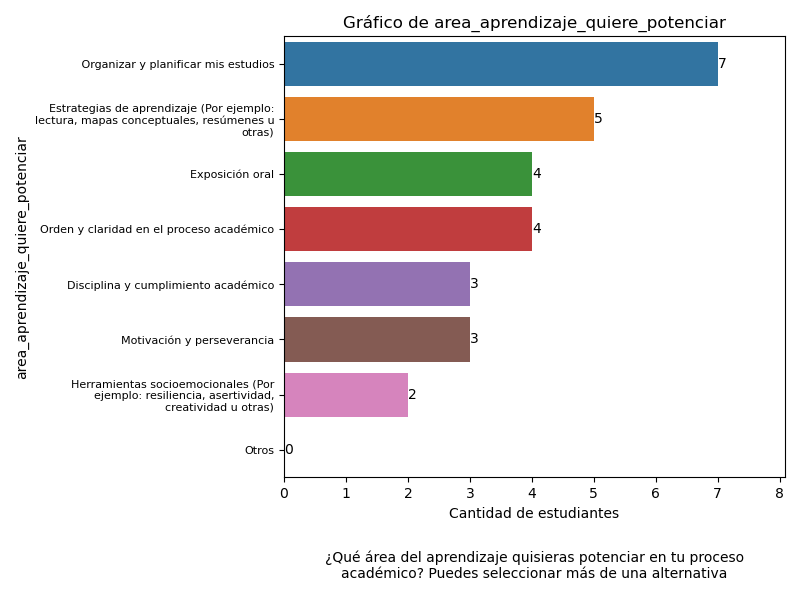 Gráfico de area_aprendizaje_quiere_potenciar
area_aprendizaje_quiere_potenciar
Organizar y planificar mis estudios
7
Estrategias de aprendizaje (Por ejemplo:
lectura, mapas conceptuales, resúmenes u
otras)
5
Exposición oral
4
Orden y claridad en el proceso académico
4
Disciplina y cumplimiento académico
3
Motivación y perseverancia
3
Herramientas socioemocionales (Por
ejemplo: resiliencia, asertividad,
creatividad u otras)
2
Otros
0
0 1 2 3 4 5 6 7 8
Cantidad de estudiantes
¿Qué área del aprendizaje quisieras potenciar en tu proceso
académico? Puedes seleccionar más de una alternativa